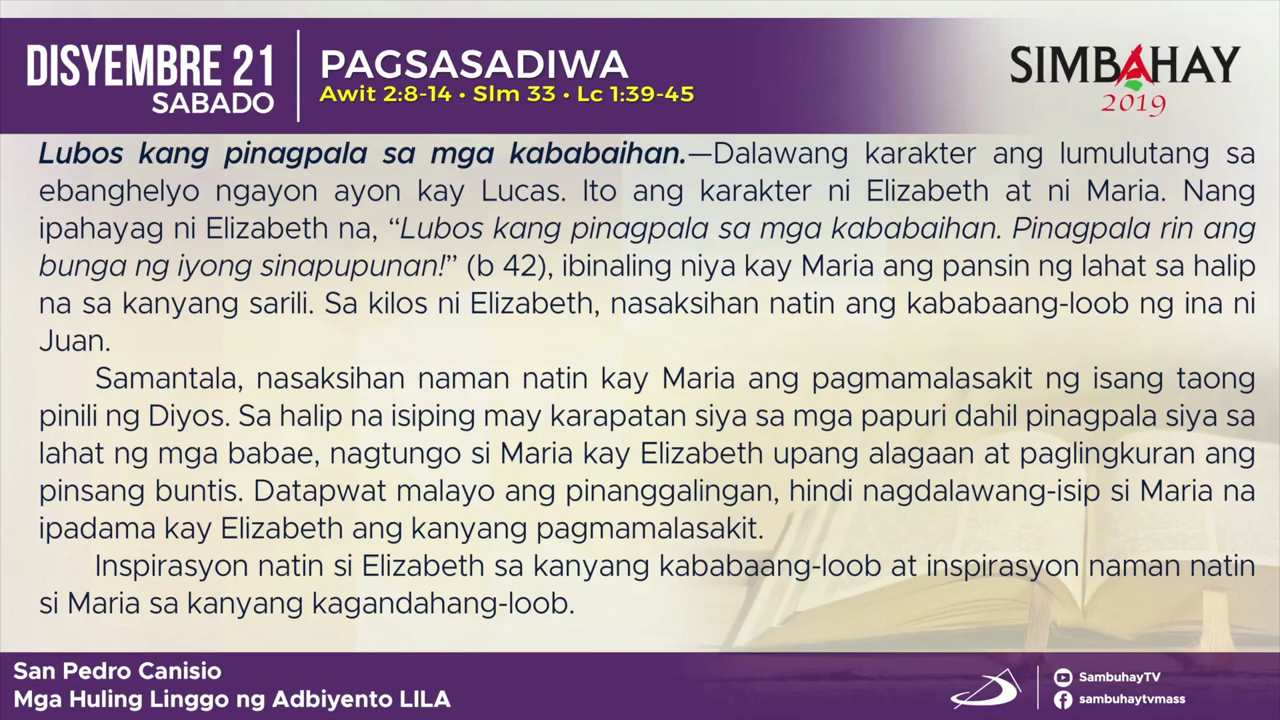 DISYEMBRE 21
SABADO
PAGSASADIWA
Awit 2:8-14 • Slm 33 • Lc 1:39-45
SIMBAHAY
2019
Lubos kang pinagpala sa mga kababaihan.—Dalawang karakter ang lumulutang sa
ebanghelyo ngayon ayon kay Lucas. Ito ang karakter ni Elizabeth at ni Maria. Nang
ipahayag ni Elizabeth na, “Lubos kang pinagpala sa mga kababaihan. Pinagpala rin ang
bunga ng iyong sinapupunan!” (b 42), ibinaling niya kay Maria ang pansin ng lahat sa halip
na sa kanyang sarili. Sa kilos ni Elizabeth, nasaksihan natin ang kababaang-loob ng ina ni
Juan.
Samantala, nasaksihan naman natin kay Maria ang pagmamalasakit ng isang taong
pinili ng Diyos. Sa halip na isiping may karapatan siya sa mga papuri dahil pinagpala siya sa
lahat ng mga babae, nagtungo si Maria kay Elizabeth upang alagaan at paglingkuran ang
pinsang buntis. Datapwat malayo ang pinanggalingan, hindi nagdalawang-isip si Maria na
ipadama kay Elizabeth ang kanyang pagmamalasakit.
Inspirasyon natin si Elizabeth sa kanyang kababaang-loob at inspirasyon naman natin
si Maria sa kanyang kagandahang-loob.
San Pedro Canisio
Mga Huling Linggo ng Adbiyento LILA
SambuhayTV
sambuhaytvmass